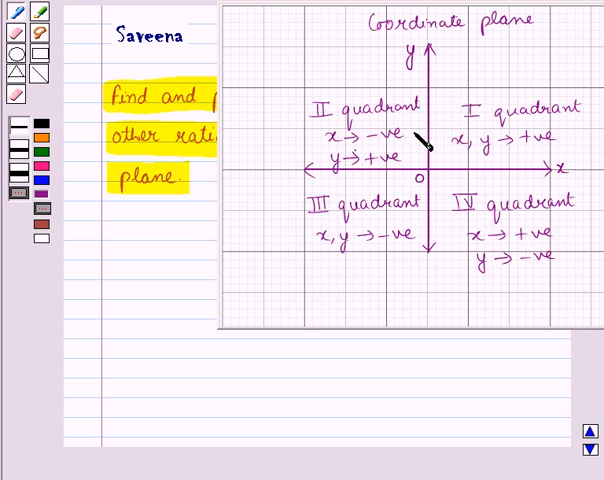 Saveena
Find and
other rati
plane.
Coordinate plane
y
II quadrant
x → -ve
y → +ve
I quadrant
x, y → +ve
x
O
III quadrant
x, y → -ve
IV quadrant
x → +ve
y → -ve